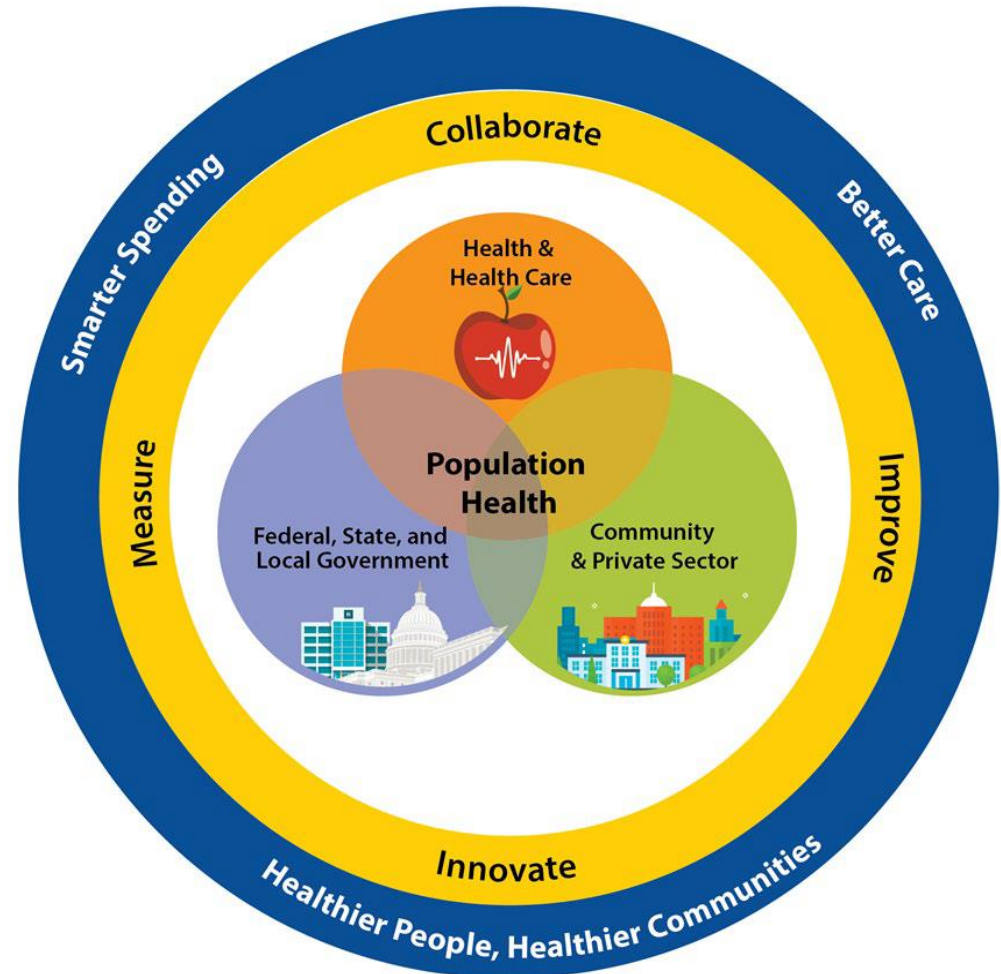 Smarter Spending
Better Care
Healthier People, Healthier Communities
Collaborate
Measure
Improve
Innovate
Health &
Health Care
Population
Health
Federal, State, and
Local Government
Community
& Private Sector